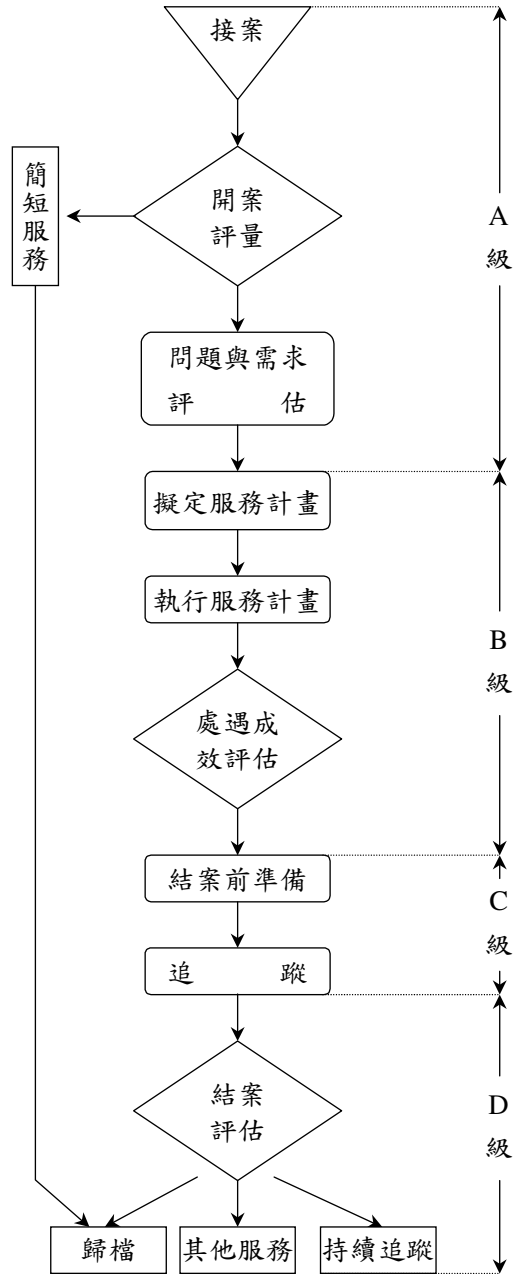 接案
簡短服務
開案
評量
A
級
問題與需求
評 估
擬定服務計畫
執行服務計畫
B
級
處遇成
效評估
結案前準備
C
級
追 蹤
結案
評估
D
級
歸檔
其他服務
持續追蹤